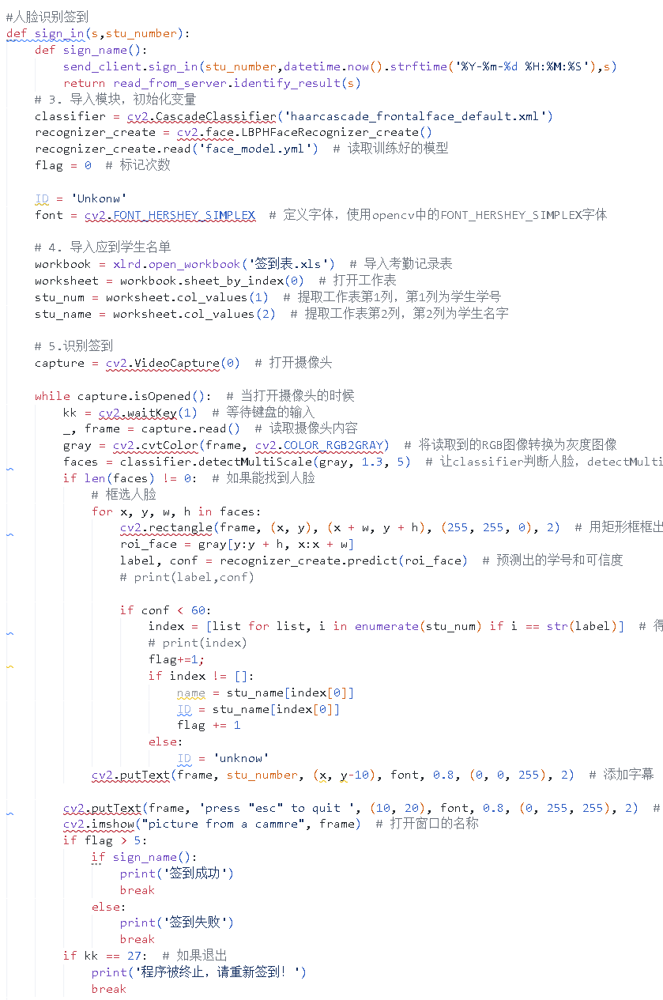 #人脸识别签到
def sign_in(s,stu_number):
    def sign_name():
        send_client.sign_in(stu_number,datetime.now().strftime('%Y-%m-%d %H:%M:%S'),s)
        return read_from_server.identify_result(s)
    # 3. 导入模块，初始化变量
    classifier = cv2.CascadeClassifier('haarcascade_frontalface_default.xml')
    recognizer_create = cv2.face.LBPHFaceRecognizer_create()
    recognizer_create.read('face_model.yml')  # 读取训练好的模型
    flag = 0  # 标记次数
    ID = 'Unkonw'
    font = cv2.FONT_HERSHEY_SIMPLEX  # 定义字体，使用opencv中的FONT_HERSHEY_SIMPLEX字体
    # 4. 导入应到学生名单
    workbook = xlrd.open_workbook('签到表.xls')  # 导入考勤记录表
    worksheet = workbook.sheet_by_index(0)  # 打开工作表
    stu_num = worksheet.col_values(1)  # 提取工作表第1列，第1列为学生学号
    stu_name = worksheet.col_values(2)  # 提取工作表第2列，第2列为学生名字
    # 5.识别签到
    capture = cv2.VideoCapture(0)  # 打开摄像头
    while capture.isOpened():  # 当打开摄像头的时候
        kk = cv2.waitKey(1)  # 等待键盘的输入
        _, frame = capture.read()  # 读取摄像头内容
        gray = cv2.cvtColor(frame, cv2.COLOR_RGB2GRAY)  # 将读取到的RGB图像转换为灰度图像
        faces = classifier.detectMultiScale(gray, 1.3, 5)  # 让classifier判断人脸，detectMulti
        if len(faces) != 0:  # 如果能找到人脸
            # 框选人脸
            for x, y, w, h in faces:
                cv2.rectangle(frame, (x, y), (x + w, y + h), (255, 255, 0), 2)  # 用矩形框框出
                roi_face = gray[y:y + h, x:x + w]
                label, conf = recognizer_create.predict(roi_face)  # 预测出的学号和可信度
                # print(label,conf)
                if conf < 60:
                    index = [list for list, i in enumerate(stu_num) if i == str(label)]  # 得
                    # print(index)
                    flag+=1;
                    if index != []:
                        name = stu_name[index[0]]
                        ID = stu_name[index[0]]
                        flag += 1
                    else:
                        ID = 'unknow'
            cv2.putText(frame, stu_number, (x, y-10), font, 0.8, (0, 0, 255), 2)  # 添加字幕
        cv2.putText(frame, 'press "esc" to quit ', (10, 20), font, 0.8, (0, 255, 255), 2)  #
        cv2.imshow("picture from a cammre", frame)  # 打开窗口的名称
        if flag > 5:
            if sign_name():
                print('签到成功')
                break
            else:
                print('签到失败')
                break
        if kk == 27:  # 如果退出
            print('程序被终止，请重新签到！')
            break